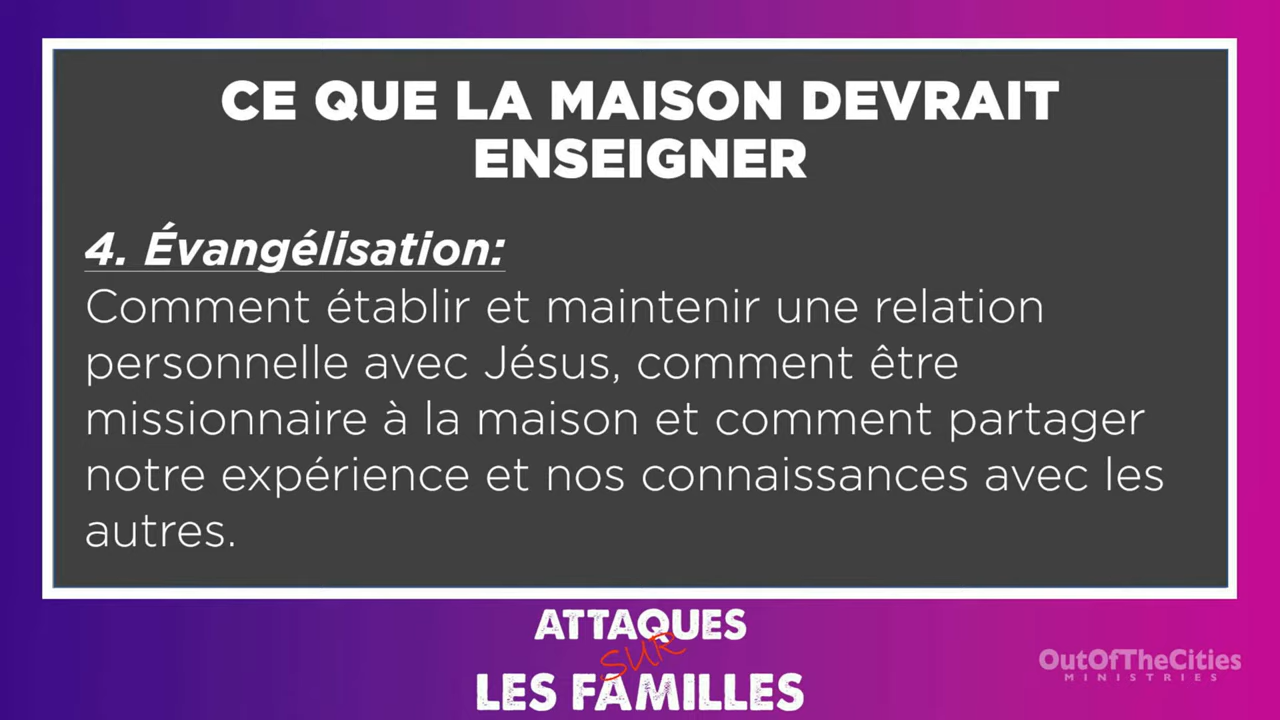 CE QUE LA MAISON DEVRAIT
ENSEIGNER
4. Évangélisation:
Comment établir et maintenir une relation
personnelle avec Jésus, comment être
missionnaire à la maison et comment partager
notre expérience et nos connaissances avec les
autres.
ATTAQUES
SUR
LES FAMILLES
OutOfTheCities
MINISTRIES